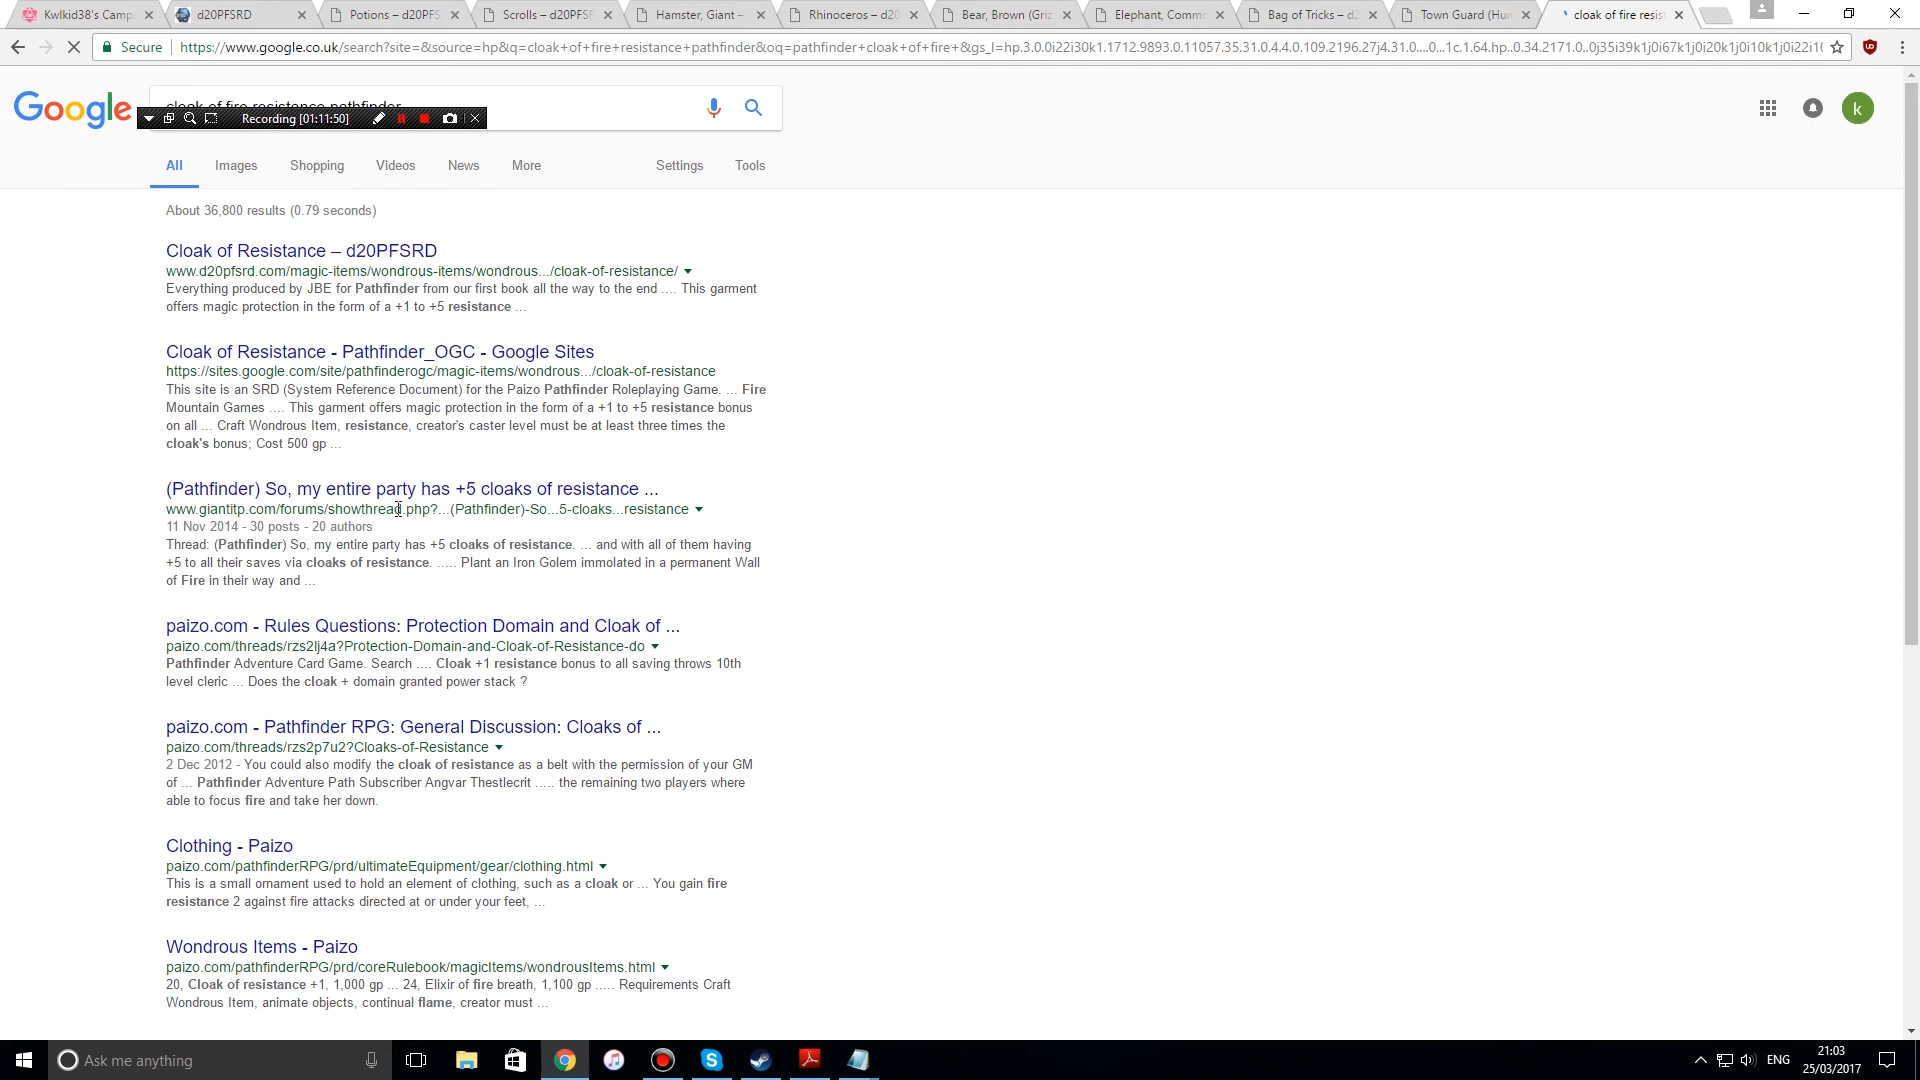 Kwlkid38's Camp
d20PFSRD
Potions – d20PFS
Scrolls – d20PFSR
Hamster, Giant –
Rhinoceros – d20
Bear, Brown (Griz
Elephant, Commo
Bag of Tricks – d2
Town Guard (Hun
cloak of fire resis
Secure
https://www.google.co.uk/search?site=&source=hp&q=cloak+of+fire+resistance+pathfinder&oq=pathfinder+cloak+of+fire+&gs_l=hp.3.0.0i22i30k1.1712.9893.0.11057.35.31.0.4.4.0.109.2196.27j4.31.0....0...1c.1.64.hp..0.34.2171.0..0j35i39k1j0i67k1j0i20k1j0i10k1j0i22i1(
Google
cloak of fire resistance pathfinder
Recording [01:11:50]
k
All
Images
Shopping
Videos
News
More
Settings
Tools
About 36,800 results (0.79 seconds)
Cloak of Resistance – d20PFSRD
www.d20pfsrd.com/magic-items/wondrous-items/wondrous.../cloak-of-resistance/
Everything produced by JBE for Pathfinder from our first book all the way to the end .... This garment
offers magic protection in the form of a +1 to +5 resistance ...
Cloak of Resistance - Pathfinder_OGC - Google Sites
https://sites.google.com/site/pathfinderogc/magic-items/wondrous.../cloak-of-resistance
This site is an SRD (System Reference Document) for the Paizo Pathfinder Roleplaying Game. ... Fire
Mountain Games .... This garment offers magic protection in the form of a +1 to +5 resistance bonus
on all ... Craft Wondrous Item, resistance, creator's caster level must be at least three times the
cloak's bonus; Cost 500 gp ...
(Pathfinder) So, my entire party has +5 cloaks of resistance ...
www.giantitp.com/forums/showthread.php?...(Pathfinder)-So...5-cloaks...resistance
11 Nov 2014 - 30 posts - 20 authors
Thread: (Pathfinder) So, my entire party has +5 cloaks of resistance. ... and with all of them having
+5 to all their saves via cloaks of resistance. ..... Plant an Iron Golem immolated in a permanent Wall
of Fire in their way and ...
paizo.com - Rules Questions: Protection Domain and Cloak of ...
paizo.com/threads/rzs2lj4a?Protection-Domain-and-Cloak-of-Resistance-do
Pathfinder Adventure Card Game. Search .... Cloak +1 resistance bonus to all saving throws 10th
level cleric ... Does the cloak + domain granted power stack ?
paizo.com - Pathfinder RPG: General Discussion: Cloaks of ...
paizo.com/threads/rzs2p7u2?Cloaks-of-Resistance
2 Dec 2012 - You could also modify the cloak of resistance as a belt with the permission of your GM
of ... Pathfinder Adventure Path Subscriber Angvar Thestlecrit ..... the remaining two players where
able to focus fire and take her down.
Clothing - Paizo
paizo.com/pathfinderRPG/prd/ultimateEquipment/gear/clothing.html
This is a small ornament used to hold an element of clothing, such as a cloak or ... You gain fire
resistance 2 against fire attacks directed at or under your feet, ...
Wondrous Items - Paizo
paizo.com/pathfinderRPG/prd/coreRulebook/magicItems/wondrousItems.html
20, Cloak of resistance +1, 1,000 gp ... 24, Elixir of fire breath, 1,100 gp ..... Requirements Craft
Wondrous Item, animate objects, continual flame, creator must ...
Ask me anything
ENG
21:03
25/03/2017